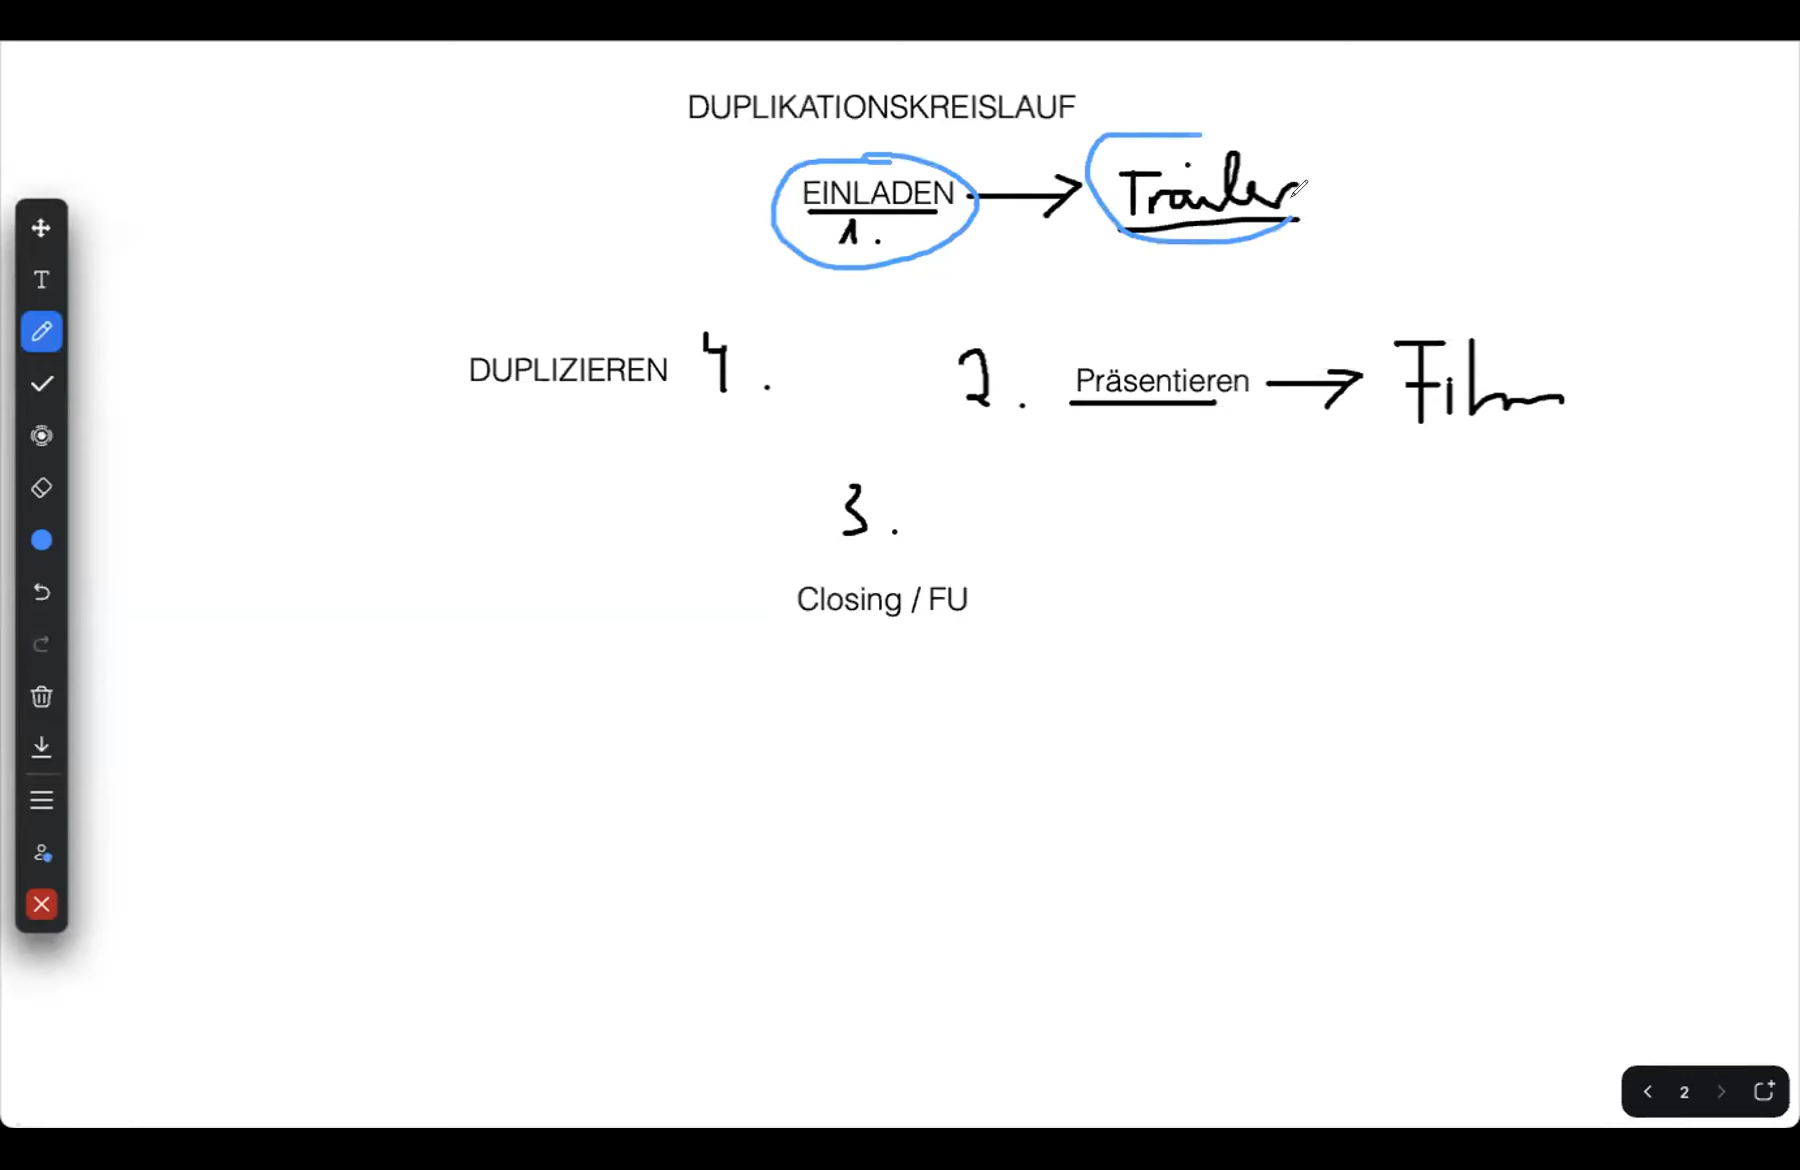 DUPLIKATIONSKREISLAUF
EINLADEN → Trailer
1.
DUPLIZIEREN 4. 2. Präsentieren → Film
3.
Closing / FU
T
2